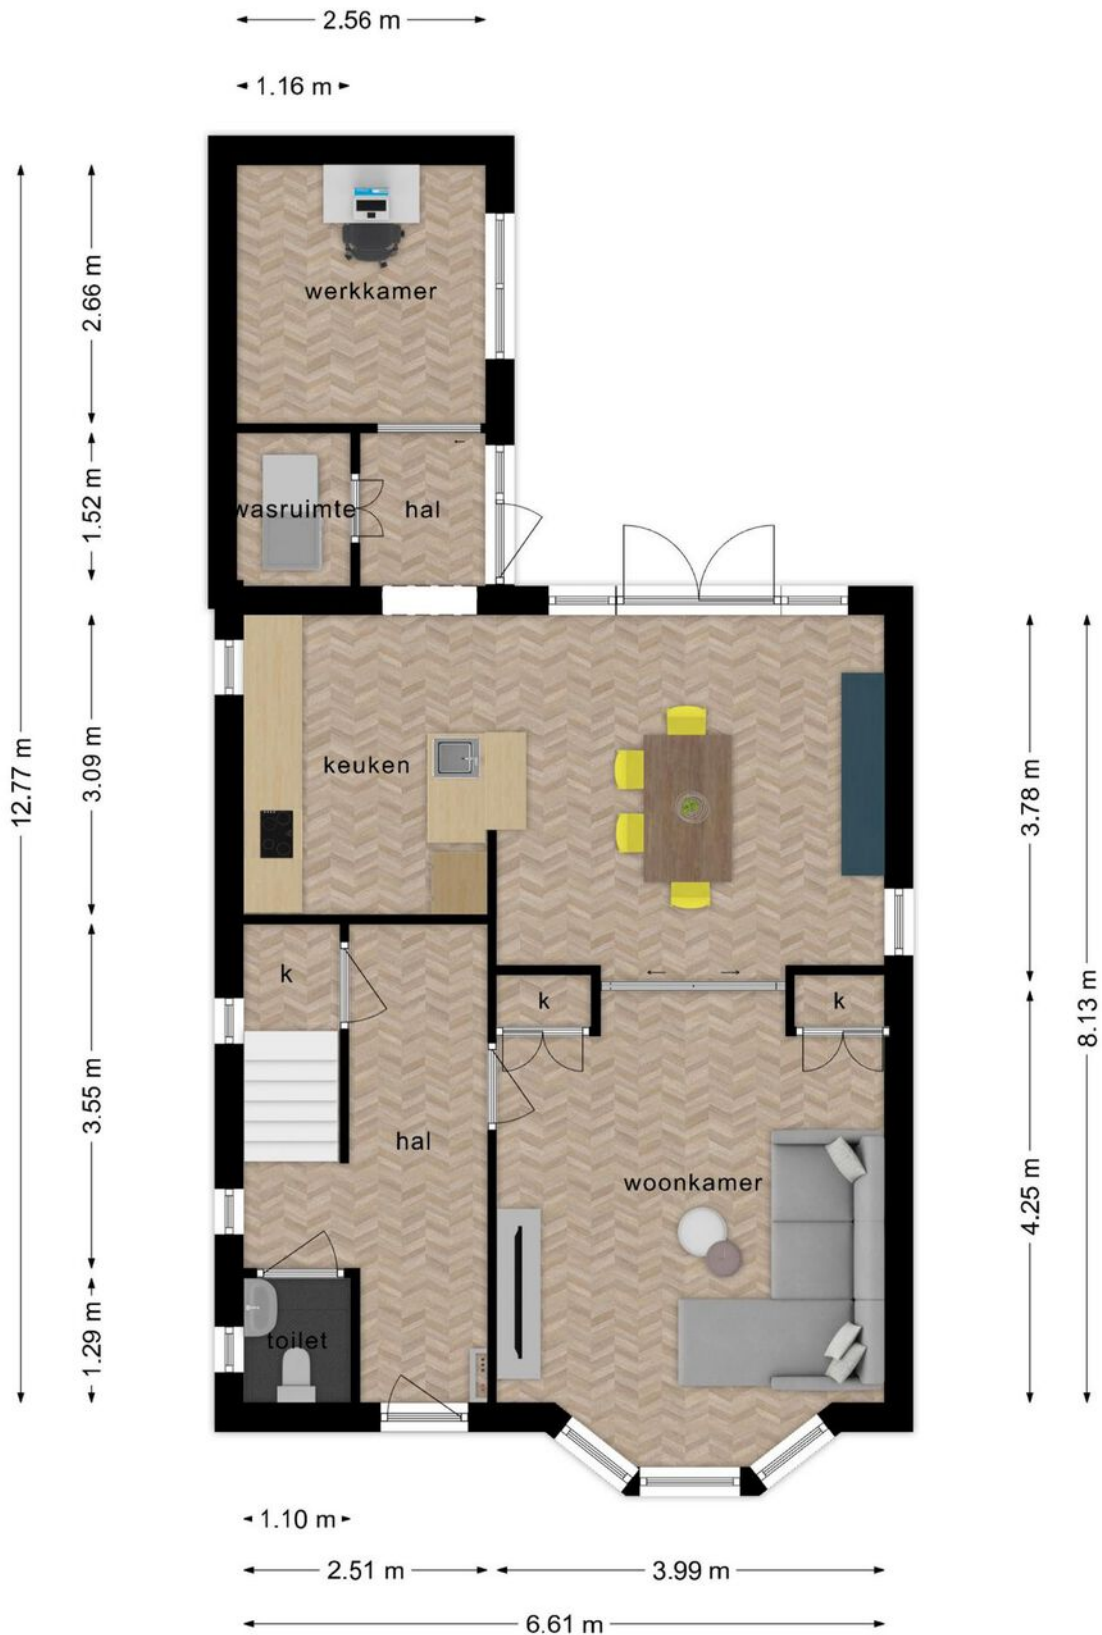 2.56 m
1.16 m
werkkamer
2.66 m
wasruimte
hal
1.52 m
12.77 m
keuken
3.09 m
3.78 m
8.13 m
k
k
k
3.55 m
hal
woonkamer
4.25 m
toilet
1.29 m
1.10 m
2.51 m
3.99 m
6.61 m